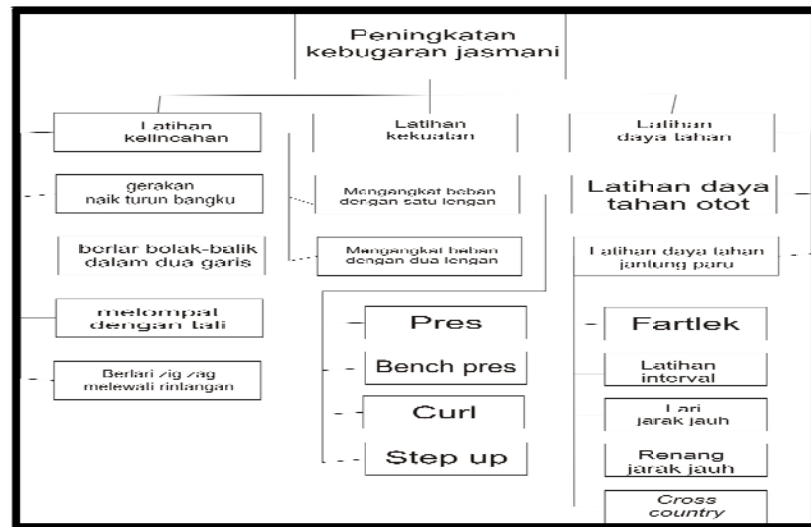 Peningkatan
kebugaran jasmani
Latihan
kelincahan
Latihan
kekuatan
Latihan
daya tahan
gerakan
naik turun bangku
Mengangkat beban
dengan satu lengan
Latihan daya
tahan otot
berlar bolak-balik
dalam dua garis
Mengangkat beban
dengan dua lengan
Latihan daya tahan
jantung paru
melompat
dengan tali
Pres
Fartlek
Berlari zig zag
melewati rintangan
Bench pres
Latihan
interval
Curl
Lari
jarak jauh
Step up
Renang
jarak jauh
Cross
country